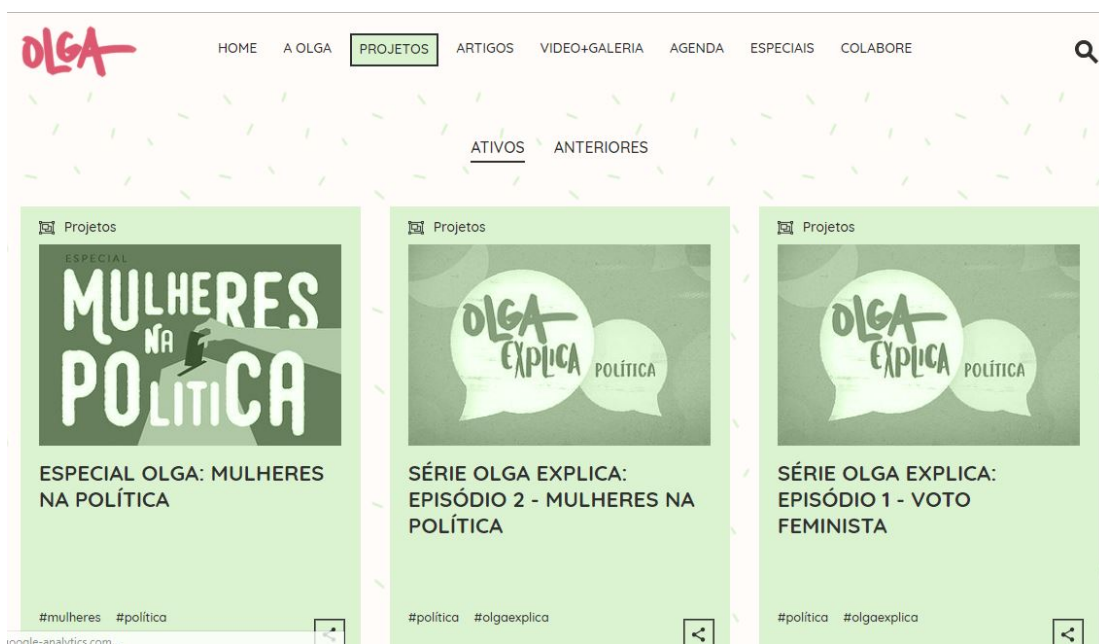 OLGA
HOME A OLGA PROJETOS ARTIGOS VIDEO+GALERIA AGENDA ESPECIAIS COLABORE
ATIVOS ANTERIORES
Projetos
ESPECIAL
MULHERES
NA
POLÍTICA
ESPECIAL OLGA: MULHERES
NA POLÍTICA
#mulheres #política
Projetos
OLGA
EXPLICA
POLÍTICA
SÉRIE OLGA EXPLICA:
EPISÓDIO 2 - MULHERES NA
POLÍTICA
#política #olgaexplica
Projetos
OLGA
EXPLICA
POLÍTICA
SÉRIE OLGA EXPLICA:
EPISÓDIO 1 - VOTO
FEMINISTA
#política #olgaexplica